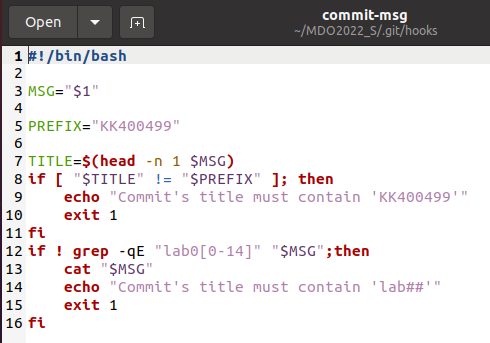 Open
commit-msg
~/MDO2022_S/.git/hooks
1 #!/bin/bash
2
3 MSG="$1"
4
5 PREFIX="KK400499"
6
7 TITLE=$(head -n 1 $MSG)
8 if [ "$TITLE" != "$PREFIX" ]; then
9     echo "Commit's title must contain 'KK400499'"
10     exit 1
11 fi
12 if ! grep -qE "lab0[0-14]" "$MSG";then
13     cat "$MSG"
14     echo "Commit's title must contain 'lab##'"
15     exit 1
16 fi